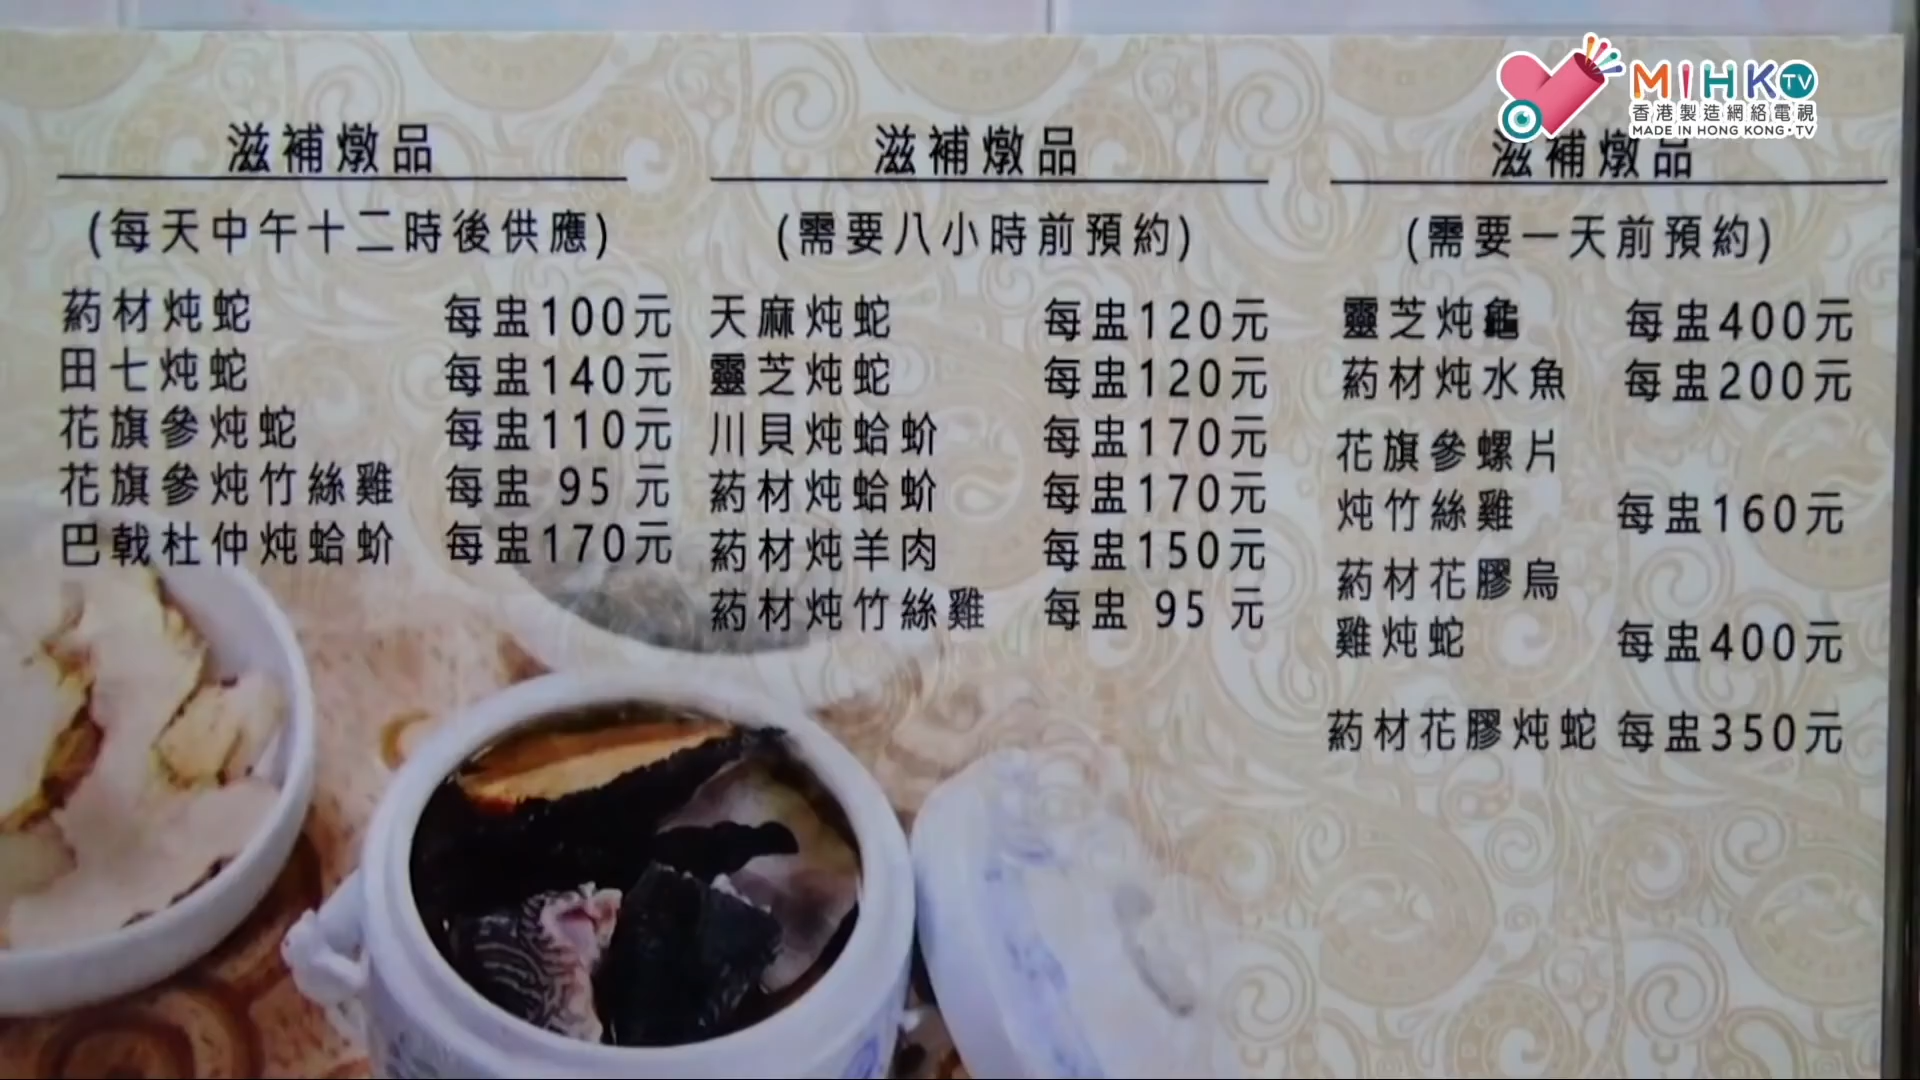 MIHK TV
香港製造網絡電視
MADE IN HONG KONG·TV
滋補燉品
(每天中午十二時後供應)
葯材炖蛇 每盅100元
田七炖蛇 每盅140元
花旗參炖蛇 每盅110元
花旗參炖竹絲雞 每盅 95 元
巴戟杜仲炖蛤蚧 每盅170元
滋補燉品
(需要八小時前預約)
天麻炖蛇 每盅120元
靈芝炖蛇 每盅120元
川貝炖蛤蚧 每盅170元
葯材炖蛤蚧 每盅170元
葯材炖羊肉 每盅150元
葯材炖竹絲雞 每盅 95 元
滋補燉品
(需要一天前預約)
靈芝炖龜 每盅400元
葯材炖水魚 每盅200元
花旗參螺片
炖竹絲雞 每盅160元
葯材花膠烏
雞炖蛇 每盅400元
葯材花膠炖蛇 每盅350元